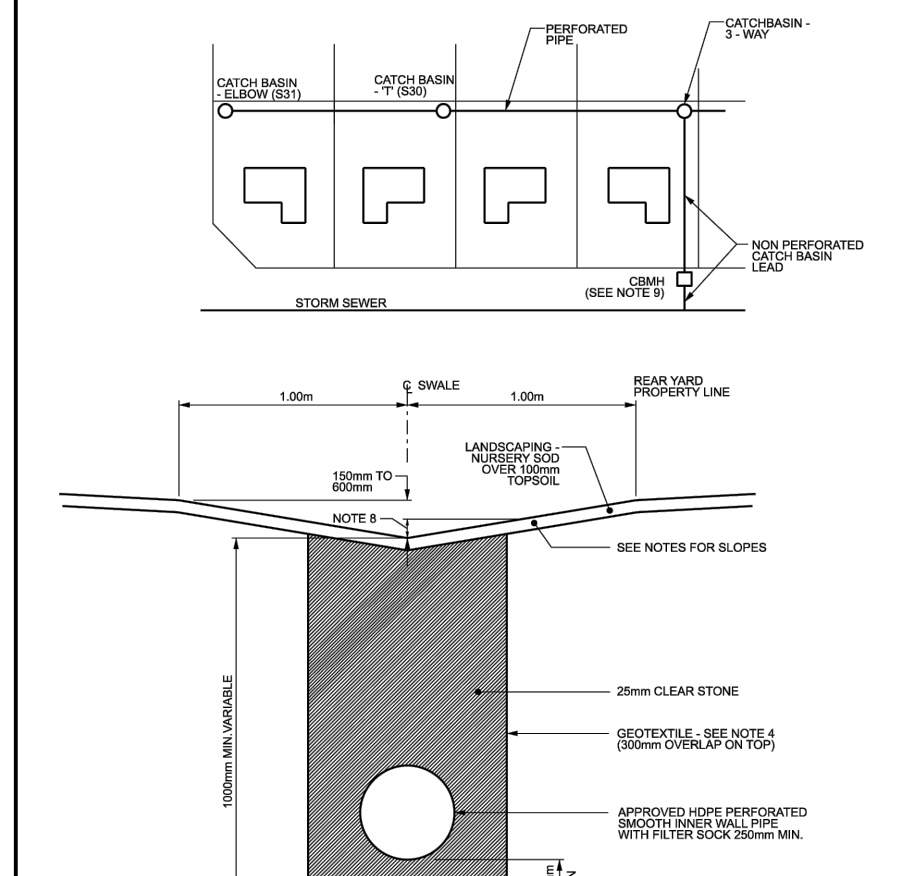 PERFORATED
PIPE
CATCHBASIN -
3 - WAY
CATCH BASIN
- ELBOW (S31)
CATCH BASIN
- 'T' (S30)
NON PERFORATED
CATCH BASIN
LEAD
CBMH
(SEE NOTE 9)
STORM SEWER
℄ SWALE
REAR YARD
PROPERTY LINE
1.00m
1.00m
LANDSCAPING -
NURSERY SOD
OVER 100mm
TOPSOIL
150mm TO
600mm
NOTE 8
SEE NOTES FOR SLOPES
1000mm MIN.VARIABLE
25mm CLEAR STONE
GEOTEXTILE - SEE NOTE 4
(300mm OVERLAP ON TOP)
APPROVED HDPE PERFORATED
SMOOTH INNER WALL PIPE
WITH FILTER SOCK 250mm MIN.